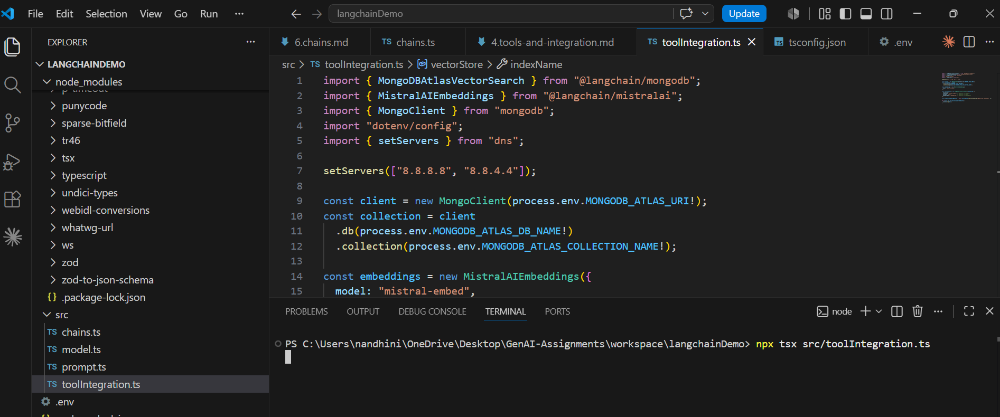 File Edit Selection View Go Run ··· langchainDemo Update
EXPLORER ···
LANGCHAINDEMO
node_modules
p-timeout
punycode
sparse-bitfield
tr46
tsx
typescript
undici-types
webidl-conversions
whatwg-url
ws
zod
zod-to-json-schema
{} .package-lock.json
src
TS chains.ts
TS model.ts
TS prompt.ts
TS toolIntegration.ts
.env
6.chains.md TS chains.ts 4.tools-and-integration.md TS toolIntegration.ts TS tsconfig.json .env ···
src > TS toolIntegration.ts > vectorStore > indexName
1 import { MongoDBAtlasVectorSearch } from "@langchain/mongodb";
2 import { MistralAIEmbeddings } from "@langchain/mistralai";
3 import { MongoClient } from "mongodb";
4 import "dotenv/config";
5 import { setServers } from "dns";
6
7 setServers(["8.8.8.8", "8.8.4.4"]);
8
9 const client = new MongoClient(process.env.MONGODB_ATLAS_URI!);
10 const collection = client
11 .db(process.env.MONGODB_ATLAS_DB_NAME!)
12 .collection(process.env.MONGODB_ATLAS_COLLECTION_NAME!);
13
14 const embeddings = new MistralAIEmbeddings({
15 model: "mistral-embed",
PROBLEMS OUTPUT DEBUG CONSOLE TERMINAL PORTS node ···
PS C:\Users\nandhini\OneDrive\Desktop\GenAI-Assignments\workspace\langchainDemo> npx tsx src/toolIntegration.ts